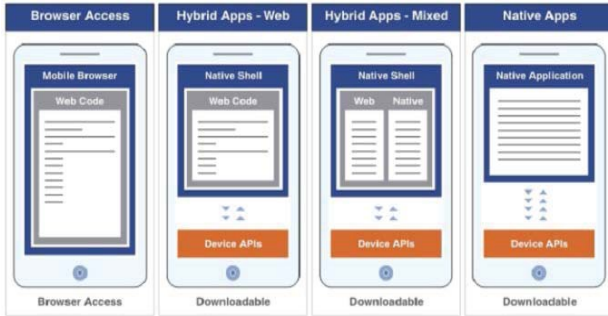 Browser Access
Mobile Browser
Web Code
Browser Access
Hybrid Apps - Web
Native Shell
Web Code
Device APIs
Downloadable
Hybrid Apps - Mixed
Native Shell
Web Native
Device APIs
Downloadable
Native Apps
Native Application
Device APIs
Downloadable